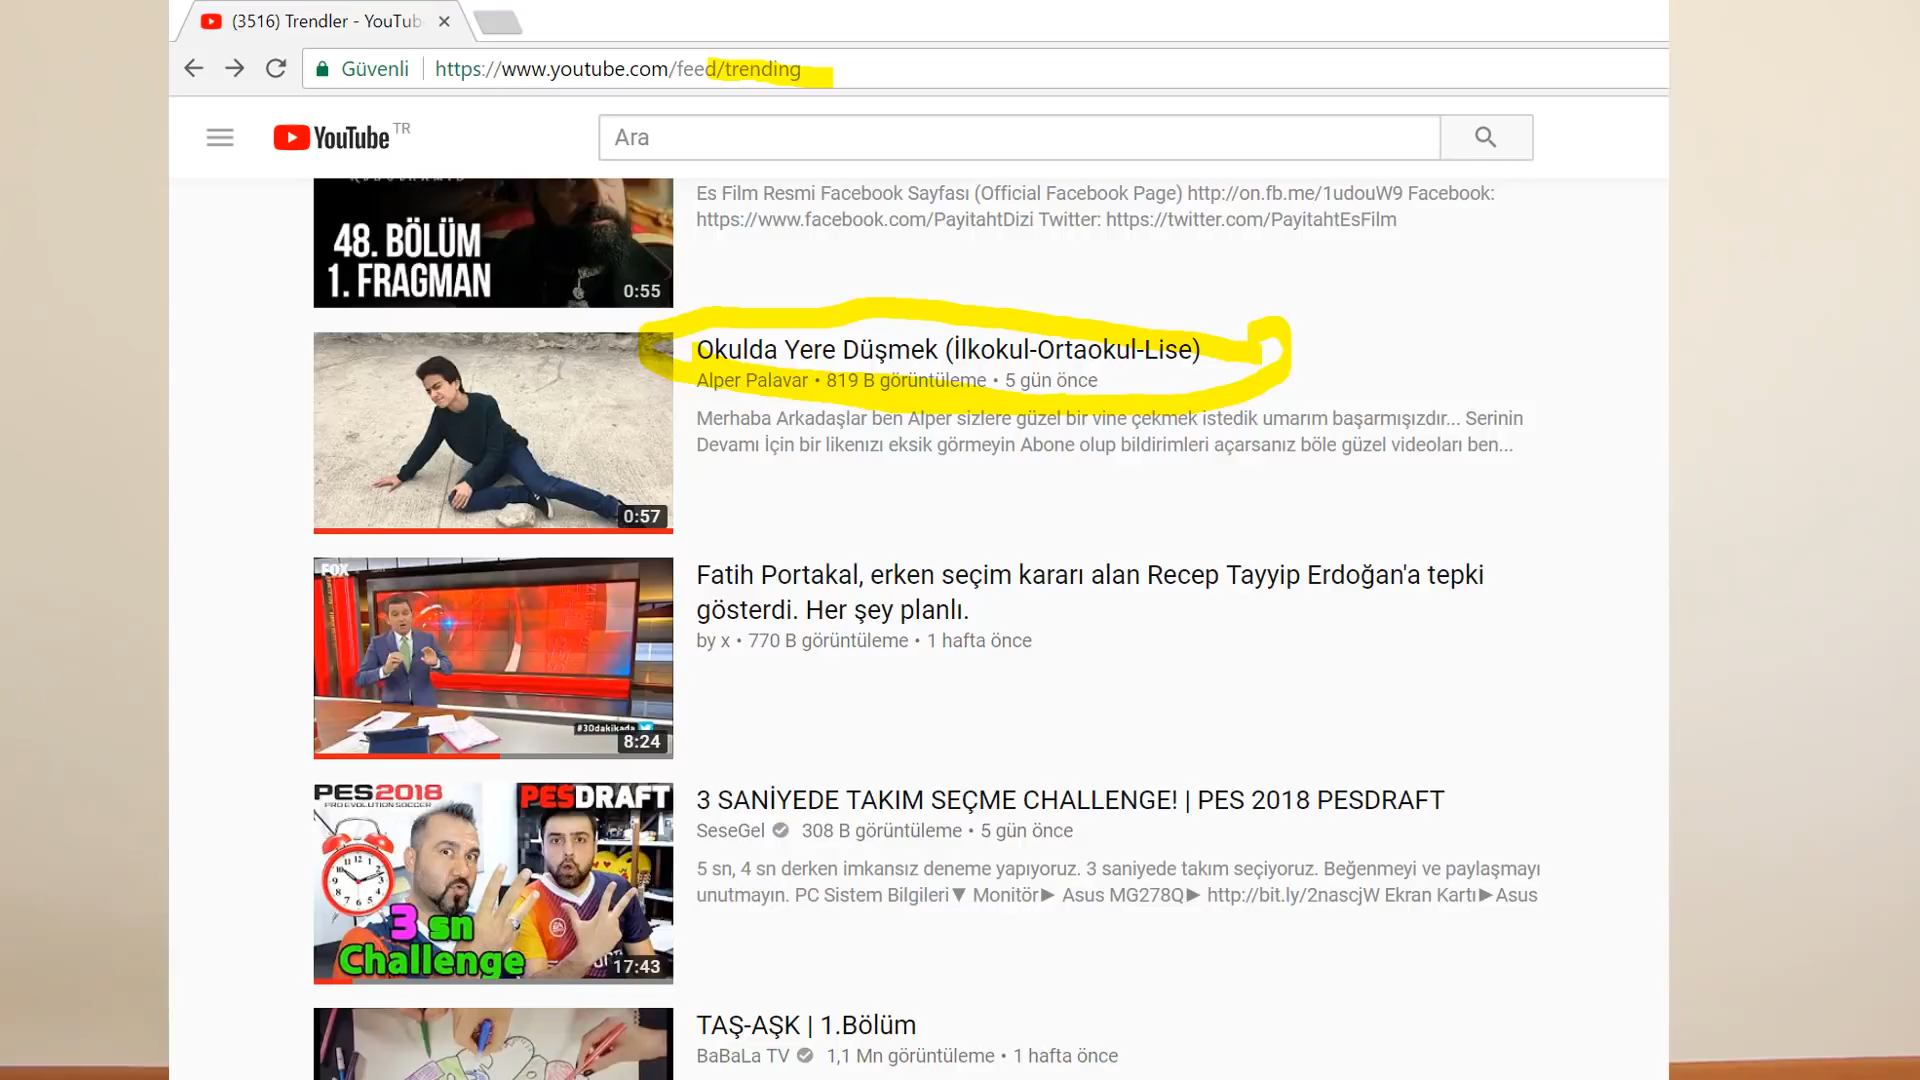 (3516) Trendler - YouTub
Güvenli
https://www.youtube.com/feed/trending
YouTube TR
Ara
48. BÖLÜM
1. FRAGMAN
0:55
Es Film Resmi Facebook Sayfası (Official Facebook Page) http://on.fb.me/1udouW9 Facebook:
https://www.facebook.com/PayitahtDizi Twitter: https://twitter.com/PayitahtEsFilm
0:57
Okulda Yere Düşmek (İlkokul-Ortaokul-Lise)
Alper Palavar • 819 B görüntüleme • 5 gün önce
Merhaba Arkadaşlar ben Alper sizlere güzel bir vine çekmek istedik umarım başarmışızdır... Serinin
Devamı İçin bir likenızı eksik görmeyin Abone olup bildirimleri açarsanız böle güzel videoları ben...
FOX
#30dakikada
8:24
Fatih Portakal, erken seçim kararı alan Recep Tayyip Erdoğan'a tepki
gösterdi. Her şey planlı.
by x • 770 B görüntüleme • 1 hafta önce
PES2018
PRO EVOLUTION SOCCER
PESDRAFT
3 sn
Challenge
17:43
3 SANİYEDE TAKIM SEÇME CHALLENGE! | PES 2018 PESDRAFT
SeseGel 308 B görüntüleme • 5 gün önce
5 sn, 4 sn derken imkansız deneme yapıyoruz. 3 saniyede takım seçiyoruz. Beğenmeyi ve paylaşmayı
unutmayın. PC Sistem Bilgileri▼ Monitör► Asus MG278Q► http://bit.ly/2nascjW Ekran Kartı►Asus
TAŞ-AŞK | 1.Bölüm
BaBaLa TV 1,1 Mn görüntüleme • 1 hafta önce